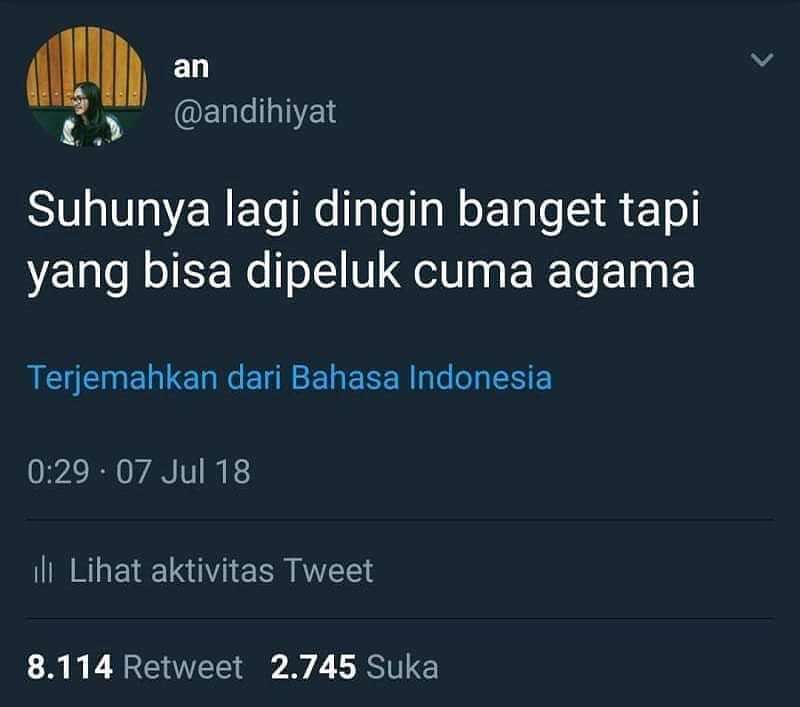 an
@andihiyat
Suhunya lagi dingin banget tapi
yang bisa dipeluk cuma agama
Terjemahkan dari Bahasa Indonesia
0:29 · 07 Jul 18
Lihat aktivitas Tweet
8.114 Retweet 2.745 Suka